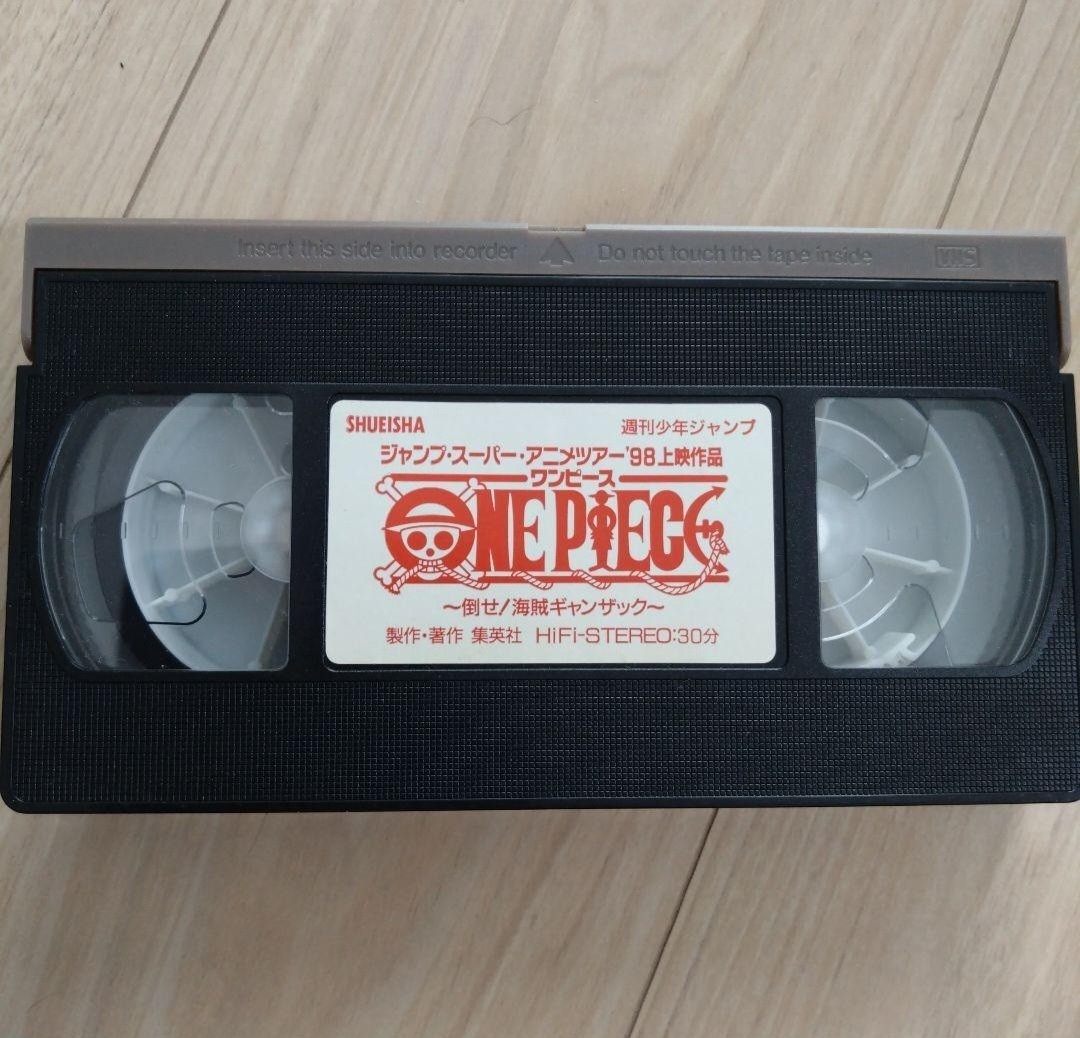 Insert this side into recorder Do not touch the tape inside VHS
SHUEISHA 週刊少年ジャンプ
ジャンプ・スーパー・アニメツアー'98上映作品
ワンピース
ONE PIECE
〜倒せ!海賊ギャンザック〜
製作・著作 集英社 HiFi-STEREO:30分